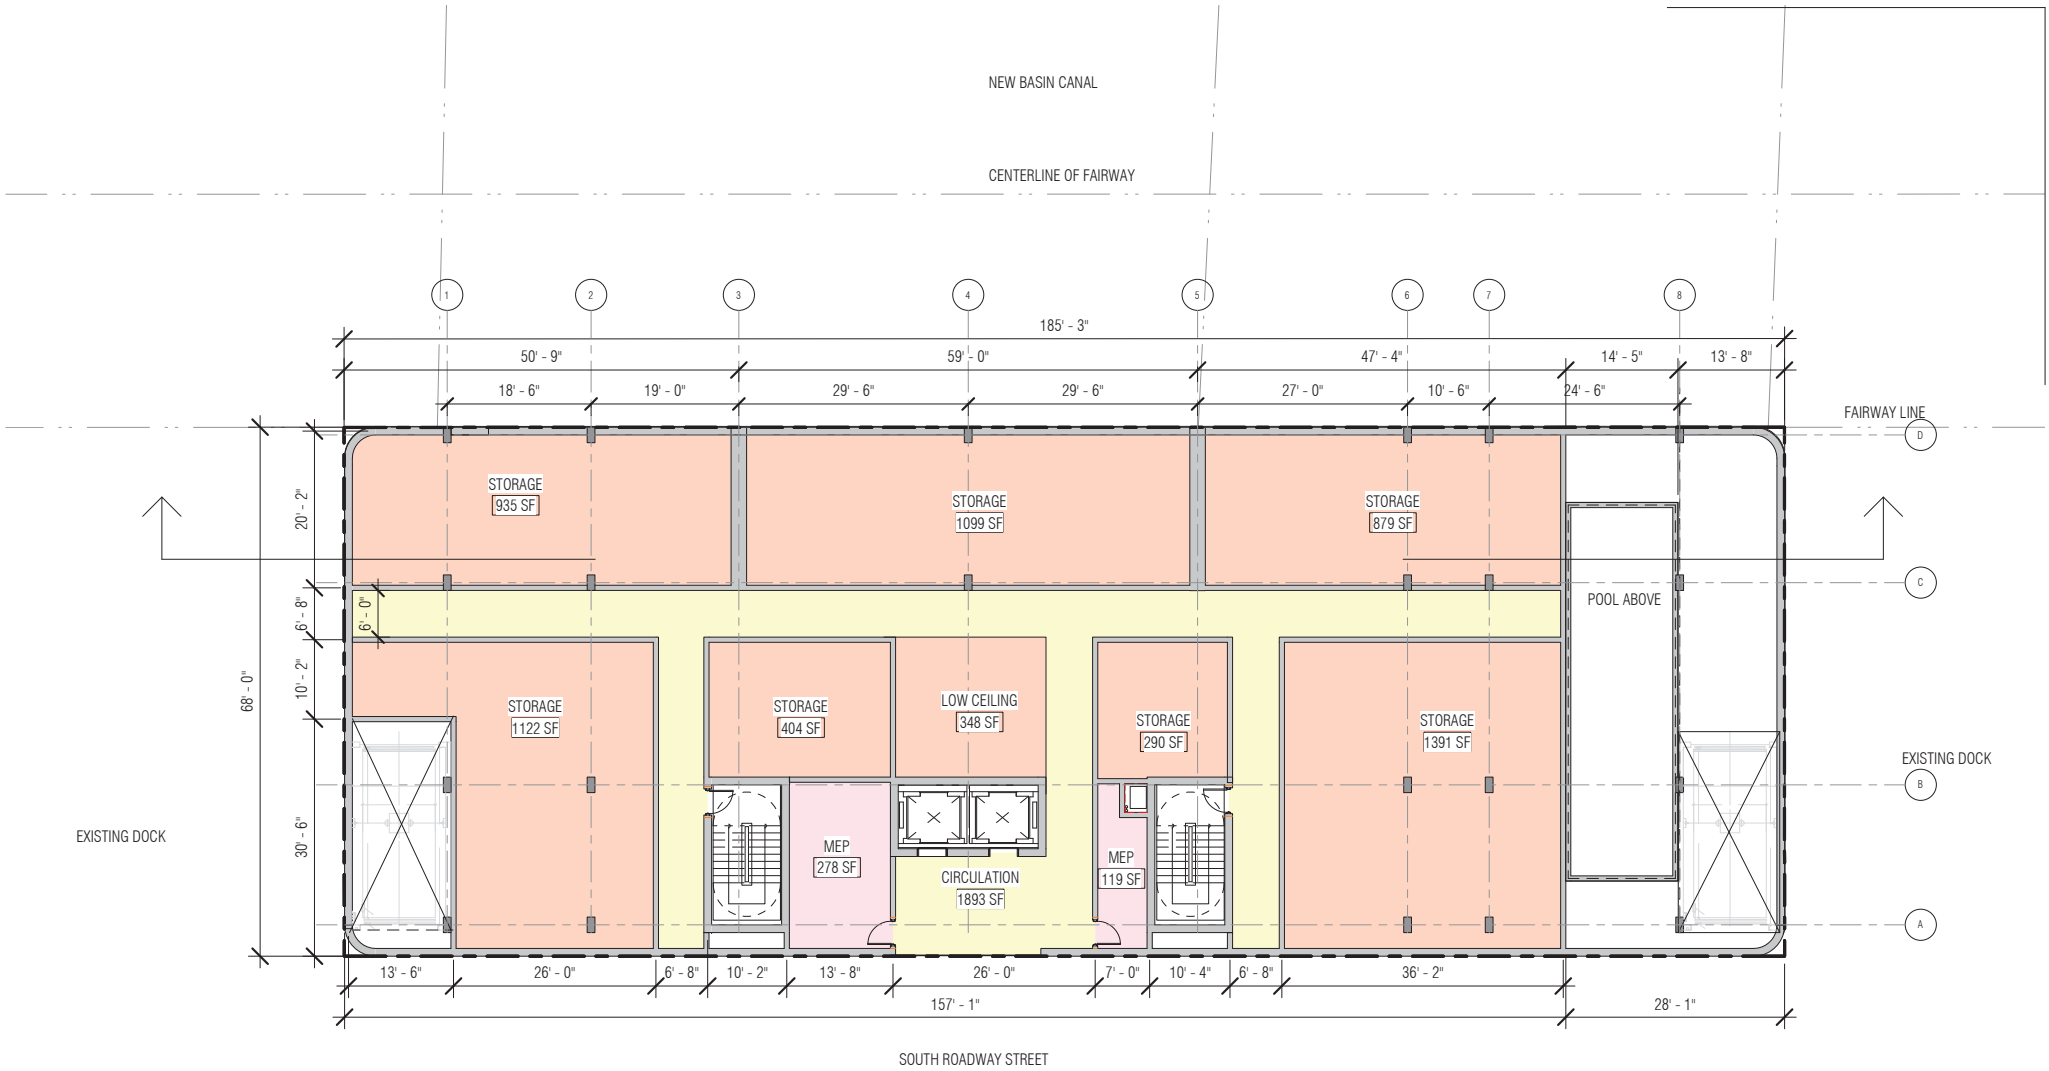 NEW BASIN CANAL
CENTERLINE OF FAIRWAY
1 2 3 4 5 6 7 8
185' - 3"
50' - 9" 59' - 0" 47' - 4" 14' - 5" 13' - 8"
18' - 6" 19' - 0" 29' - 6" 29' - 6" 27' - 0" 10' - 6" 24' - 6"
FAIRWAY LINE
D
STORAGE
935 SF
STORAGE
1099 SF
STORAGE
879 SF
20' - 2"
C
POOL ABOVE
6' - 8"
6' - 0"
10' - 2"
68' - 0"
STORAGE
1122 SF
STORAGE
404 SF
LOW CEILING
348 SF
STORAGE
290 SF
STORAGE
1391 SF
EXISTING DOCK
B
EXISTING DOCK
30' - 6"
MEP
278 SF
CIRCULATION
1893 SF
MEP
119 SF
A
13' - 6" 26' - 0" 6' - 8" 10' - 2" 13' - 8" 26' - 0" 7' - 0" 10' - 4" 6' - 8" 36' - 2"
157' - 1" 28' - 1"
SOUTH ROADWAY STREET